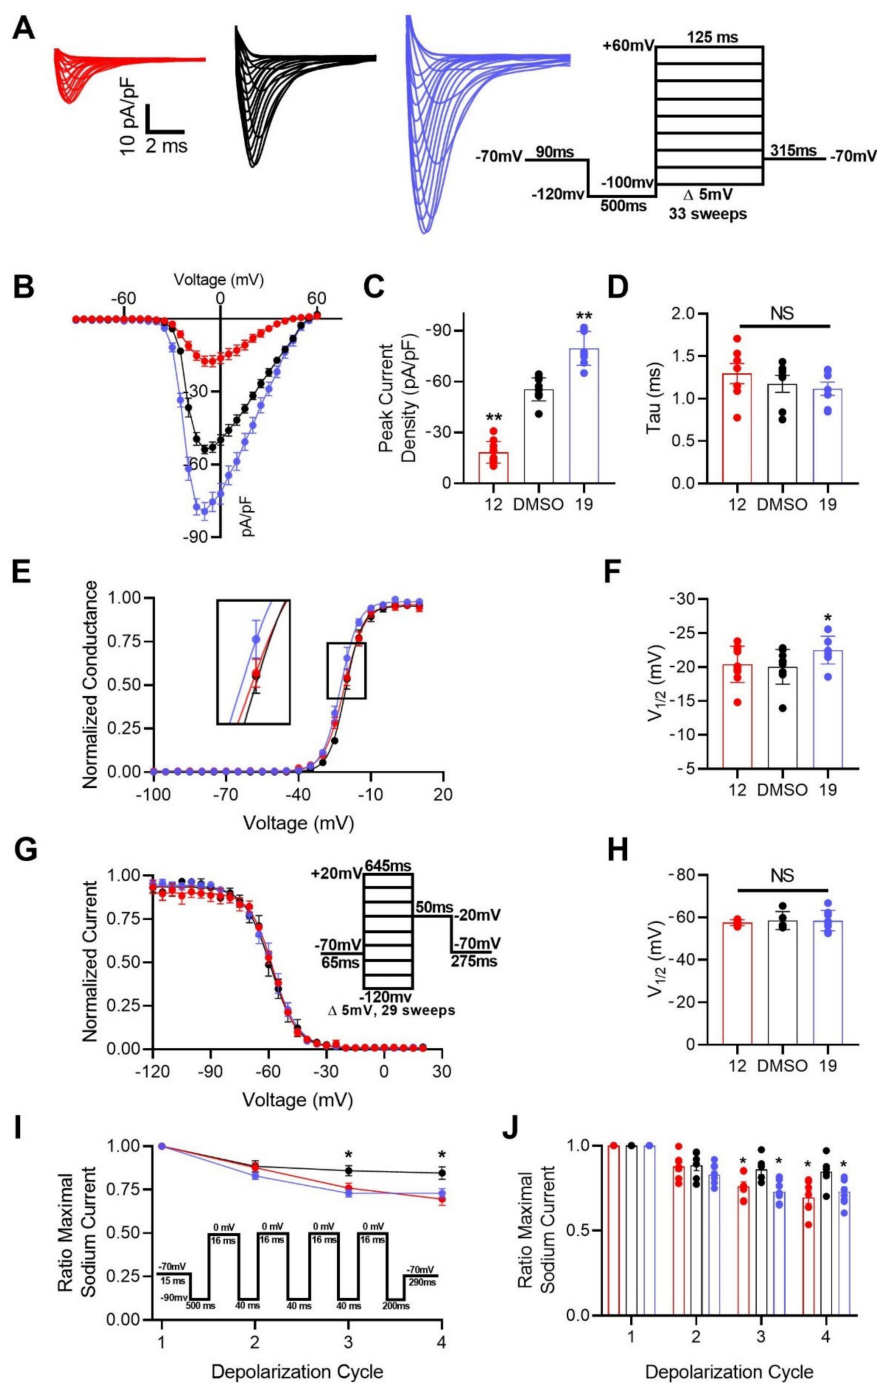 A
10 pA/pF
2 ms
+60mV
125 ms
-70mV
90ms
-120mv
-100mv
500ms
Δ 5mV
33 sweeps
315ms
-70mV
B
Voltage (mV)
-60
0
60
-30
-60
-90
pA/pF
C
Peak Current
Density (pA/pF)
-90
-60
-30
0
**
**
12
DMSO
19
D
NS
Tau (ms)
2.0
1.5
1.0
0.5
0.0
12
DMSO
19
E
Normalized Conductance
1.00
0.75
0.50
0.25
0.00
-100
-70
-40
-10
20
Voltage (mV)
F
V1/2 (mV)
-30
-25
-20
-15
-10
-5
*
12
DMSO
19
G
Normalized Current
1.00
0.75
0.50
0.25
0.00
-120
-90
-60
-30
0
30
Voltage (mV)
+20mV
645ms
50ms
-20mV
-70mV
65ms
-70mV
275ms
-120mv
Δ 5mV, 29 sweeps
H
NS
V1/2 (mV)
-80
-60
-40
-20
0
12
DMSO
19
I
Ratio Maximal
Sodium Current
1.00
0.75
0.50
0.25
0.00
*
*
0 mV
16 ms
0 mV
16 ms
0 mV
16 ms
0 mV
16 ms
-70mV
15 ms
-90mV
500 ms
40 ms
40 ms
40 ms
200ms
-70mV
290ms
1
2
3
4
Depolarization Cycle
J
Ratio Maximal
Sodium Current
1.0
0.5
0.0
*
*
*
*
1
2
3
4
Depolarization Cycle